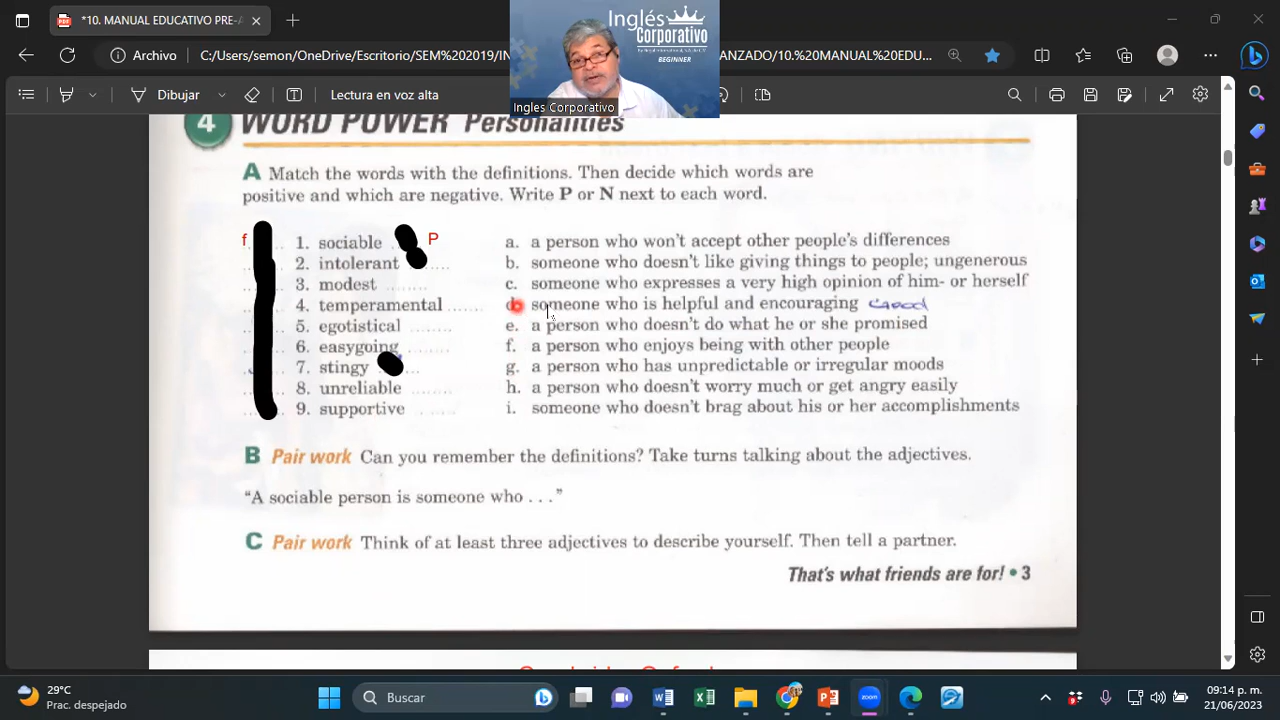 *10. MANUAL EDUCATIVO PRE-A
Archivo C:/Users/cemon/OneDrive/Escritorio/SEM%202019/IN
ANZADO/10.%20MANUAL%20EDU...
Inglés
Corporativo
BEGINNER
Ingles Corporativo
Dibujar Lectura en voz alta
4 WORD POWER Personalities
A Match the words with the definitions. Then decide which words are
positive and which are negative. Write P or N next to each word.
f ..... 1. sociable P a. a person who won't accept other people's differences
..... 2. intolerant ..... b. someone who doesn't like giving things to people; ungenerous
..... 3. modest ........ c. someone who expresses a very high opinion of him- or herself
..... 4. temperamental ....... d. someone who is helpful and encouraging
..... 5. egotistical ........ e. a person who doesn't do what he or she promised
..... 6. easygoing ........ f. a person who enjoys being with other people
..... 7. stingy ... g. a person who has unpredictable or irregular moods
..... 8. unreliable ........ h. a person who doesn't worry much or get angry easily
..... 9. supportive ........ i. someone who doesn't brag about his or her accomplishments
B Pair work Can you remember the definitions? Take turns talking about the adjectives.
"A sociable person is someone who . . ."
C Pair work Think of at least three adjectives to describe yourself. Then tell a partner.
That's what friends are for! • 3
29°C
Prac. despejado
Buscar
zoom
09:14 p. m.
21/06/2023